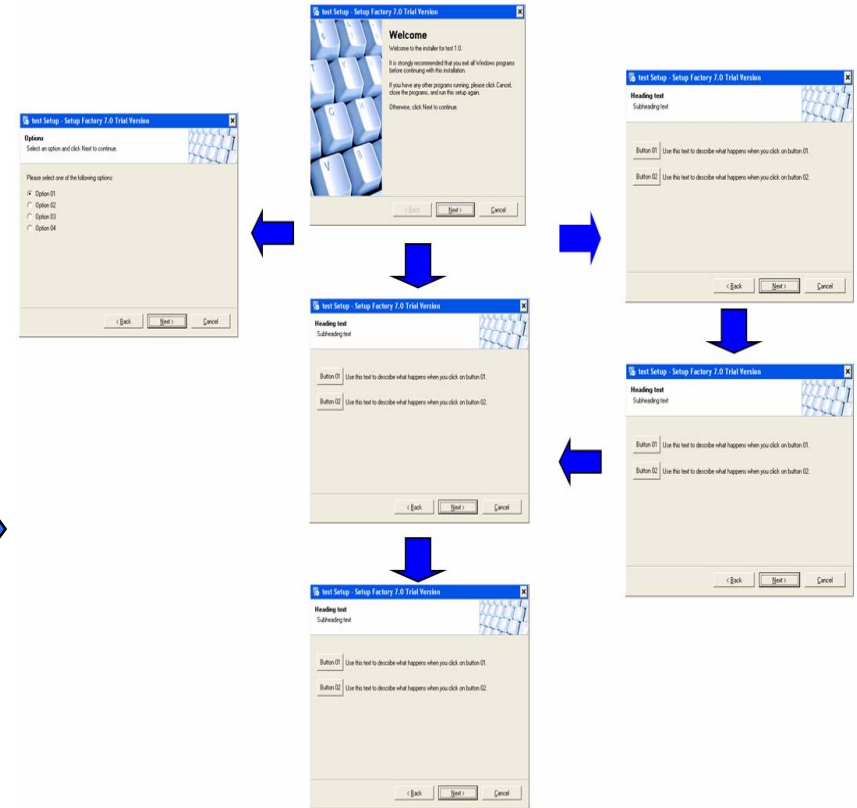 test Setup - Setup Factory 7.0 Trial Version
Welcome
Welcome to the installer for test 1.0.
It is strongly recommended that you exit all Windows programs
before continuing with this installation.
If you have any other programs running, please click Cancel,
close the programs, and run this setup again.
Otherwise, click Next to continue.
< Back Next > Cancel
test Setup - Setup Factory 7.0 Trial Version
Options
Select an option and click Next to continue.
Please select one of the following options:
Option 01
Option 02
Option 03
Option 04
< Back Next > Cancel
test Setup - Setup Factory 7.0 Trial Version
Heading text
Subheading text
Button 01 Use this text to describe what happens when you click on button 01.
Button 02 Use this text to describe what happens when you click on button 02.
< Back Next > Cancel
test Setup - Setup Factory 7.0 Trial Version
Heading text
Subheading text
Button 01 Use this text to describe what happens when you click on button 01.
Button 02 Use this text to describe what happens when you click on button 02.
< Back Next > Cancel
test Setup - Setup Factory 7.0 Trial Version
Heading text
Subheading text
Button 01 Use this text to describe what happens when you click on button 01.
Button 02 Use this text to describe what happens when you click on button 02.
< Back Next > Cancel
test Setup - Setup Factory 7.0 Trial Version
Heading text
Subheading text
Button 01 Use this text to describe what happens when you click on button 01.
Button 02 Use this text to describe what happens when you click on button 02.
< Back Next > Cancel